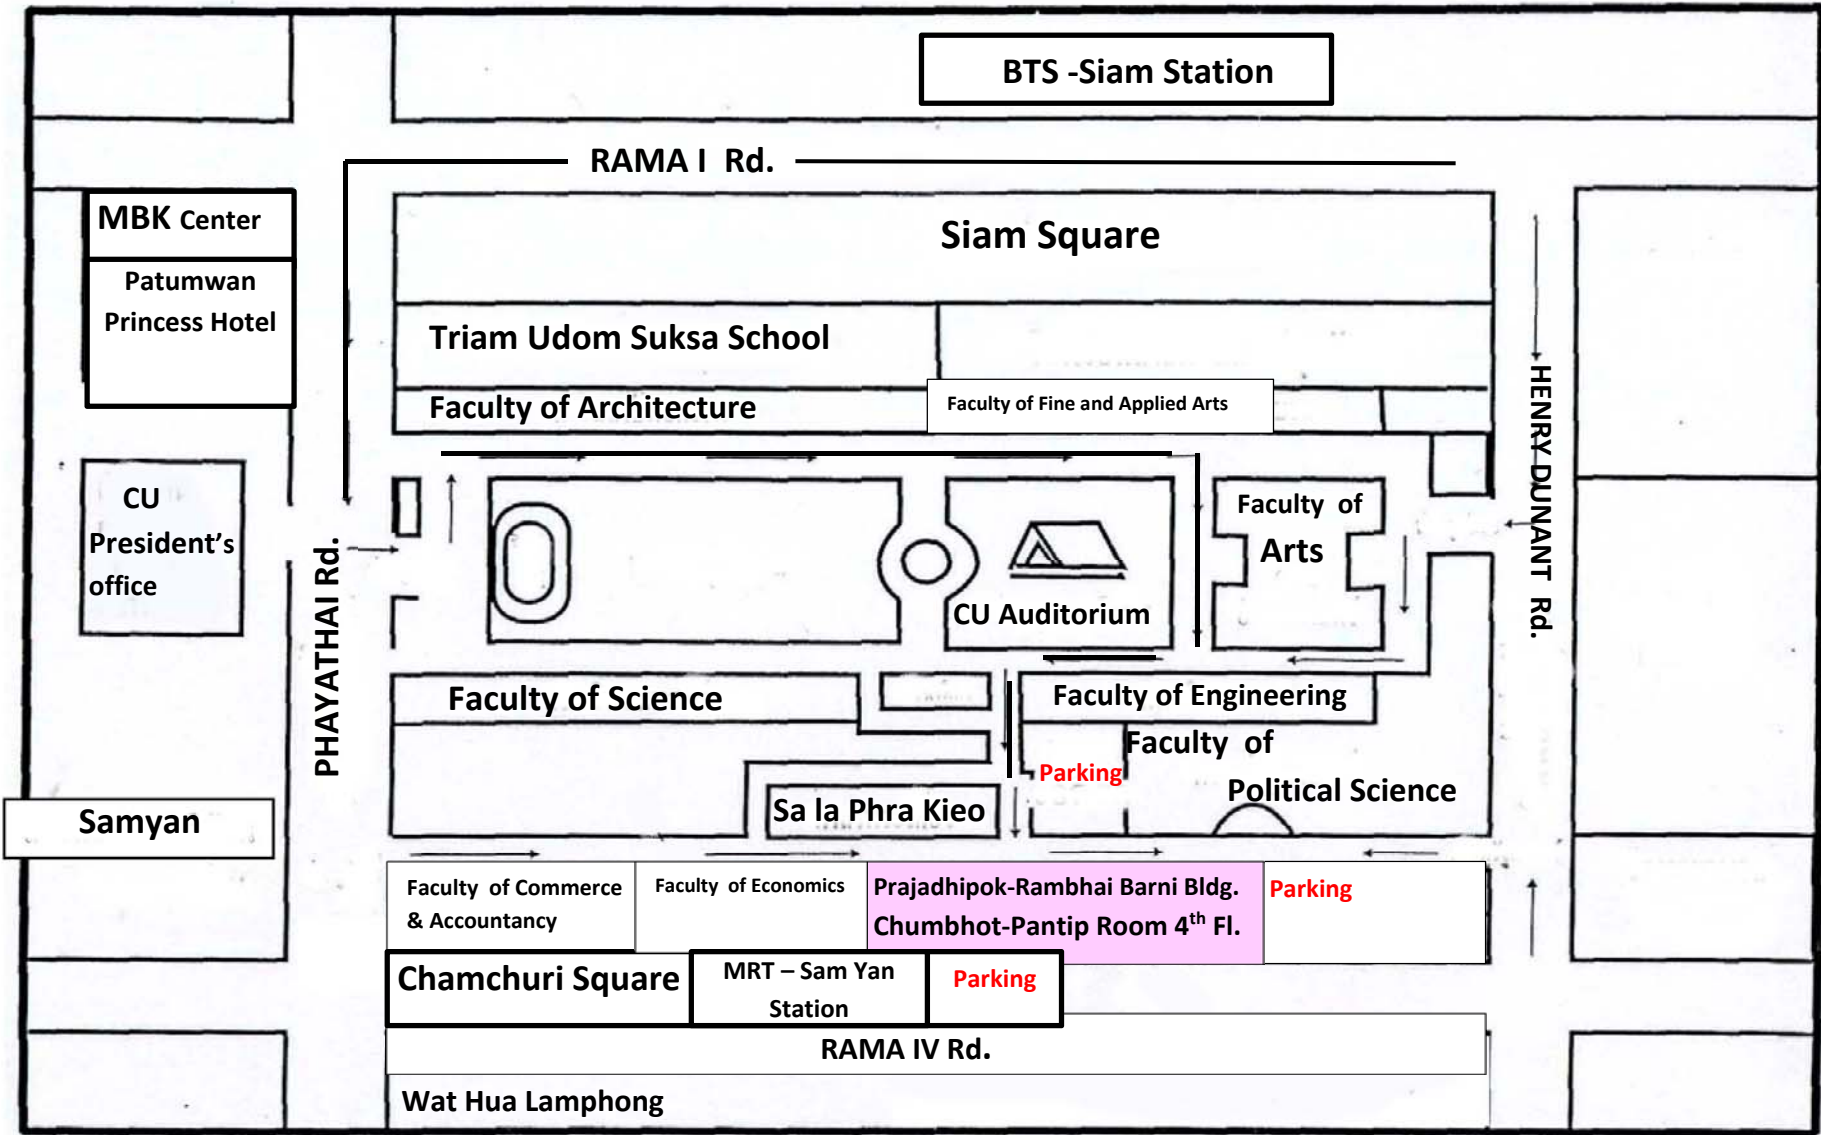 BTS -Siam Station
RAMA I Rd.
MBK Center
Patumwan
Princess Hotel
Siam Square
Triam Udom Suksa School
Faculty of Architecture
Faculty of Fine and Applied Arts
HENRY DUNANT Rd.
CU
President's
office
PHAYATHAI Rd.
Faculty of
Arts
CU Auditorium
Faculty of Science
Faculty of Engineering
Faculty of
Political Science
Parking
Sa la Phra Kieo
Samyan
Faculty of Commerce
& Accountancy
Faculty of Economics
Prajadhipok-Rambhai Barni Bldg.
Chumbhot-Pantip Room 4th Fl.
Parking
Chamchuri Square
MRT – Sam Yan
Station
Parking
RAMA IV Rd.
Wat Hua Lamphong